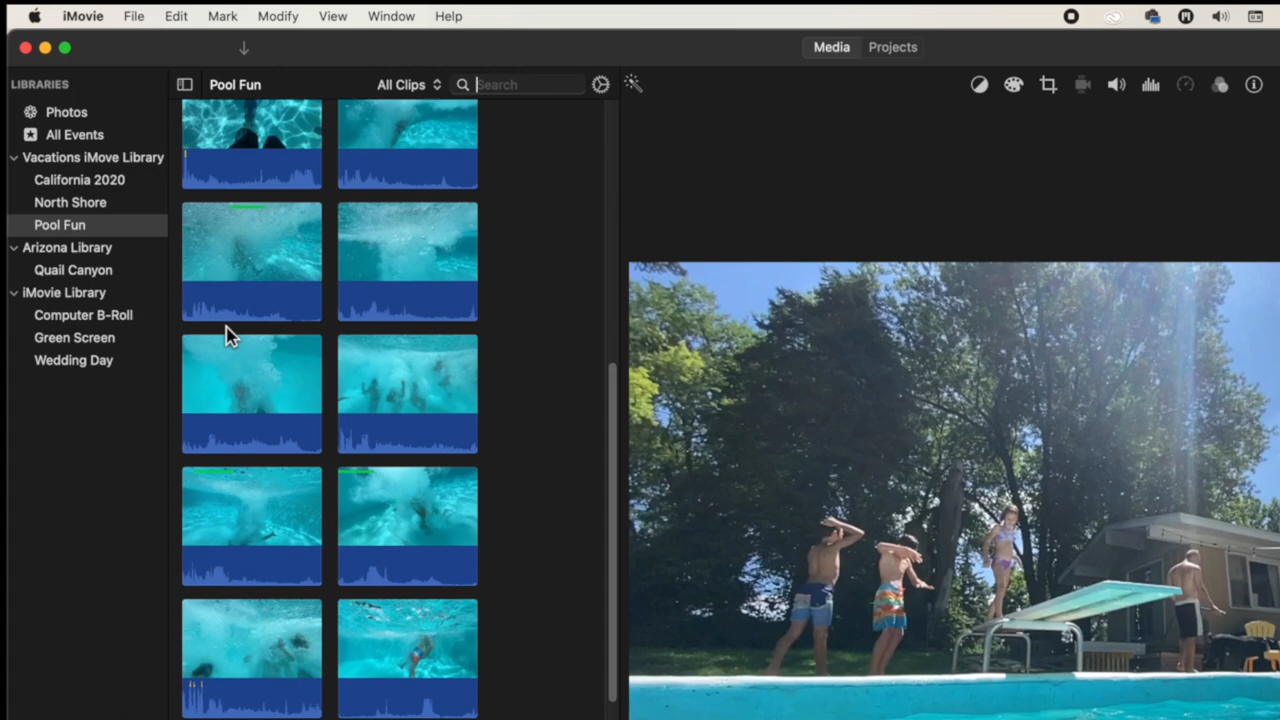 iMovie File Edit Mark Modify View Window Help
Media Projects
LIBRARIES
Pool Fun
All Clips
Search
Photos
All Events
Vacations iMove Library
California 2020
North Shore
Pool Fun
Arizona Library
Quail Canyon
iMovie Library
Computer B-Roll
Green Screen
Wedding Day